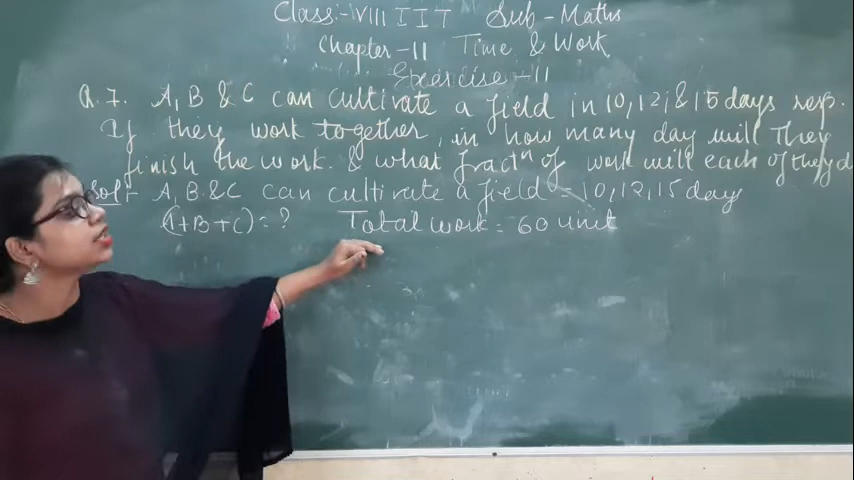 Class:-VIII IIT Sub-Maths
Chapter-11 Time & Work
Exercise-11
Q.7. A, B & C can cultivate a field in 10, 12, & 15 days resp.
If they work together, in how many day will They
finish the work. & what fractn of work will each of they d
Sol:- A, B & C can cultivate a field = 10, 12, 15 days
(A+B+C) = ? Total work = 60 unit